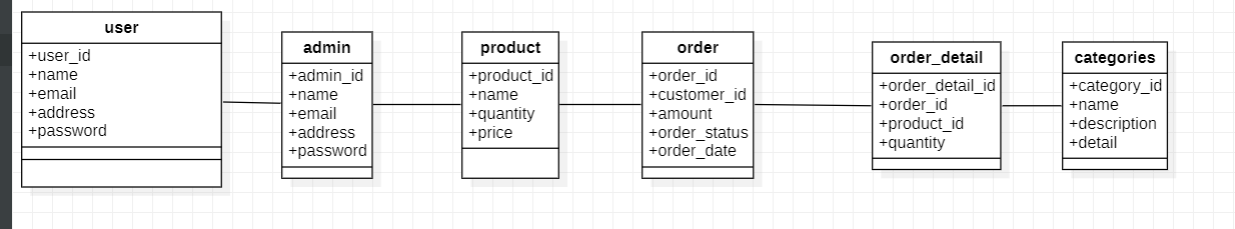 user
+user_id
+name
+email
+address
+password
admin
+admin_id
+name
+email
+address
+password
product
+product_id
+name
+quantity
+price
order
+order_id
+customer_id
+amount
+order_status
+order_date
order_detail
+order_detail_id
+order_id
+product_id
+quantity
categories
+category_id
+name
+description
+detail